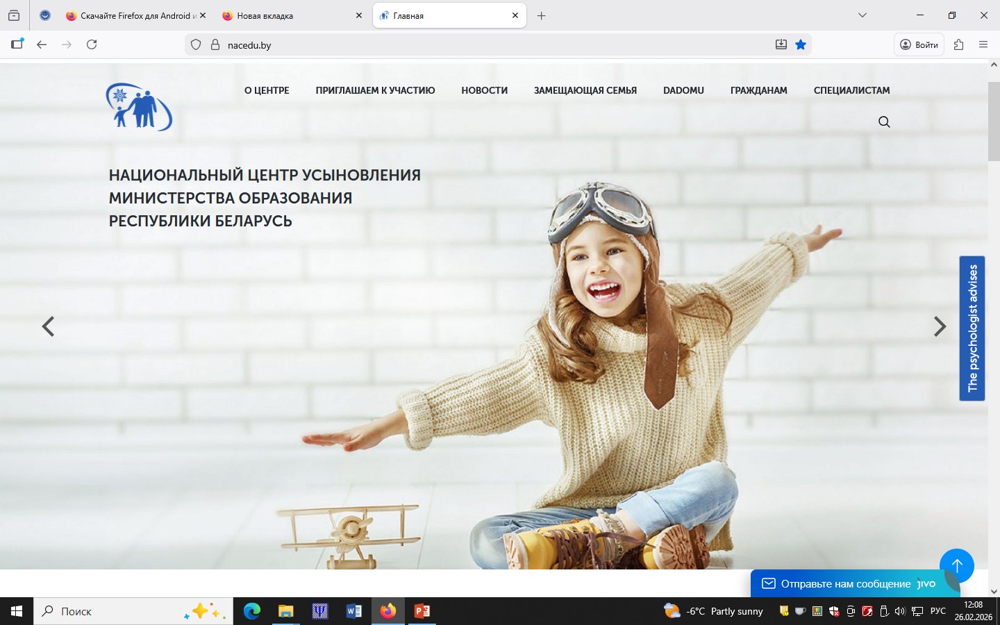 Скачайте Firefox для Android и
Новая вкладка
Главная
nacedu.by
Войти
О ЦЕНТРЕ
ПРИГЛАШАЕМ К УЧАСТИЮ
НОВОСТИ
ЗАМЕЩАЮЩАЯ СЕМЬЯ
DADOMU
ГРАЖДАНАМ
СПЕЦИАЛИСТАМ
НАЦИОНАЛЬНЫЙ ЦЕНТР УСЫНОВЛЕНИЯ
МИНИСТЕРСТВА ОБРАЗОВАНИЯ
РЕСПУБЛИКИ БЕЛАРУСЬ
The psychologist advises
Отправьте нам сообщение jivo
Поиск
-6°C Partly sunny
РУС
12:08
26.02.2026